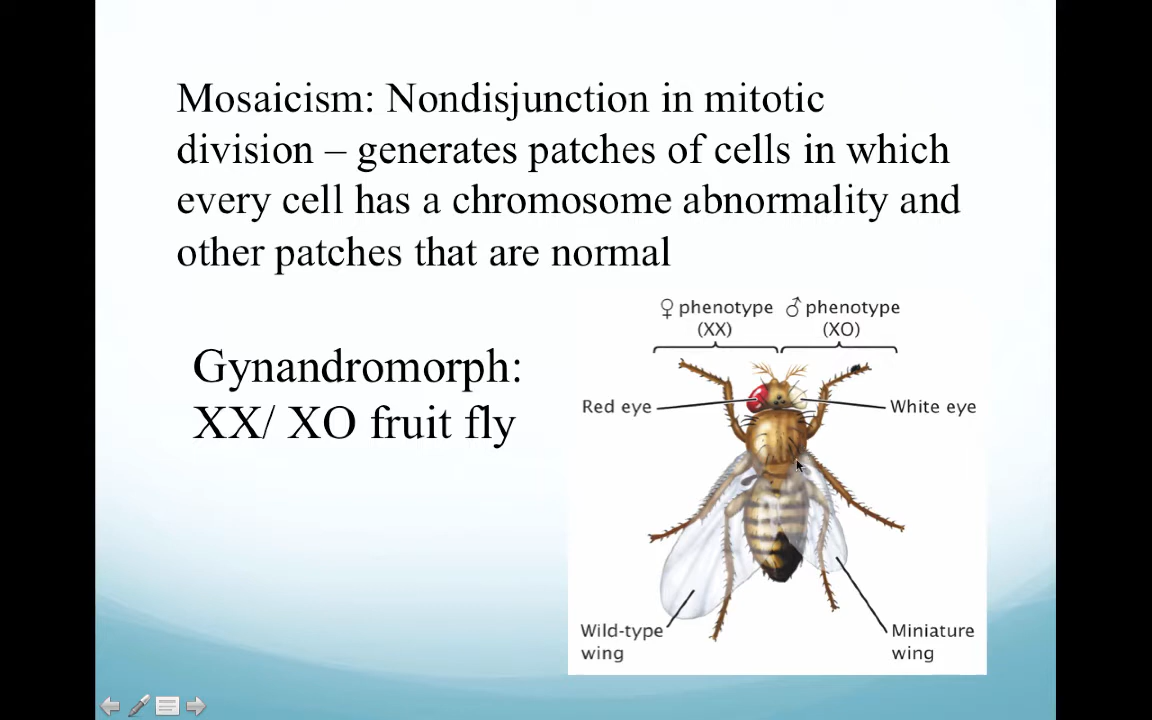 Mosaicism: Nondisjunction in mitotic
division – generates patches of cells in which
every cell has a chromosome abnormality and
other patches that are normal
Gynandromorph:
XX/ XO fruit fly
♀ phenotype ♂ phenotype
(XX) (XO)
Red eye White eye
Wild-type
wing
Miniature
wing